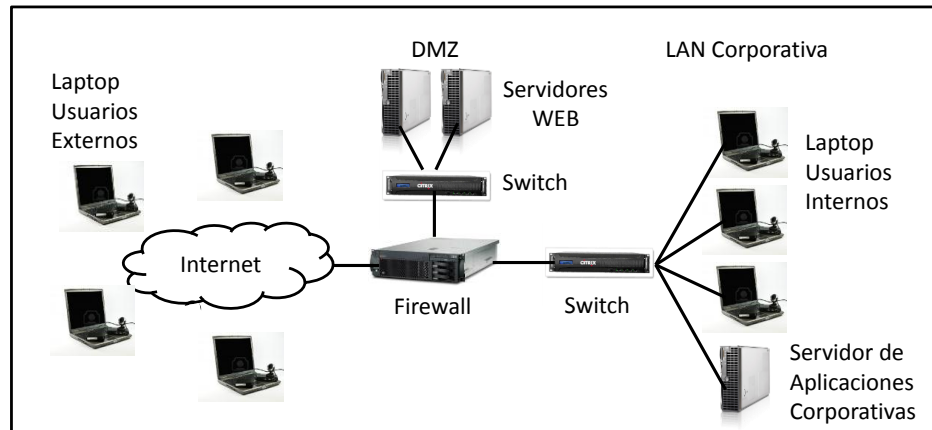 DMZ
LAN Corporativa
Laptop
Usuarios
Externos
Servidores
WEB
Laptop
Usuarios
Internos
CITRIX
Switch
Internet
CITRIX
Firewall
Switch
Servidor de
Aplicaciones
Corporativas